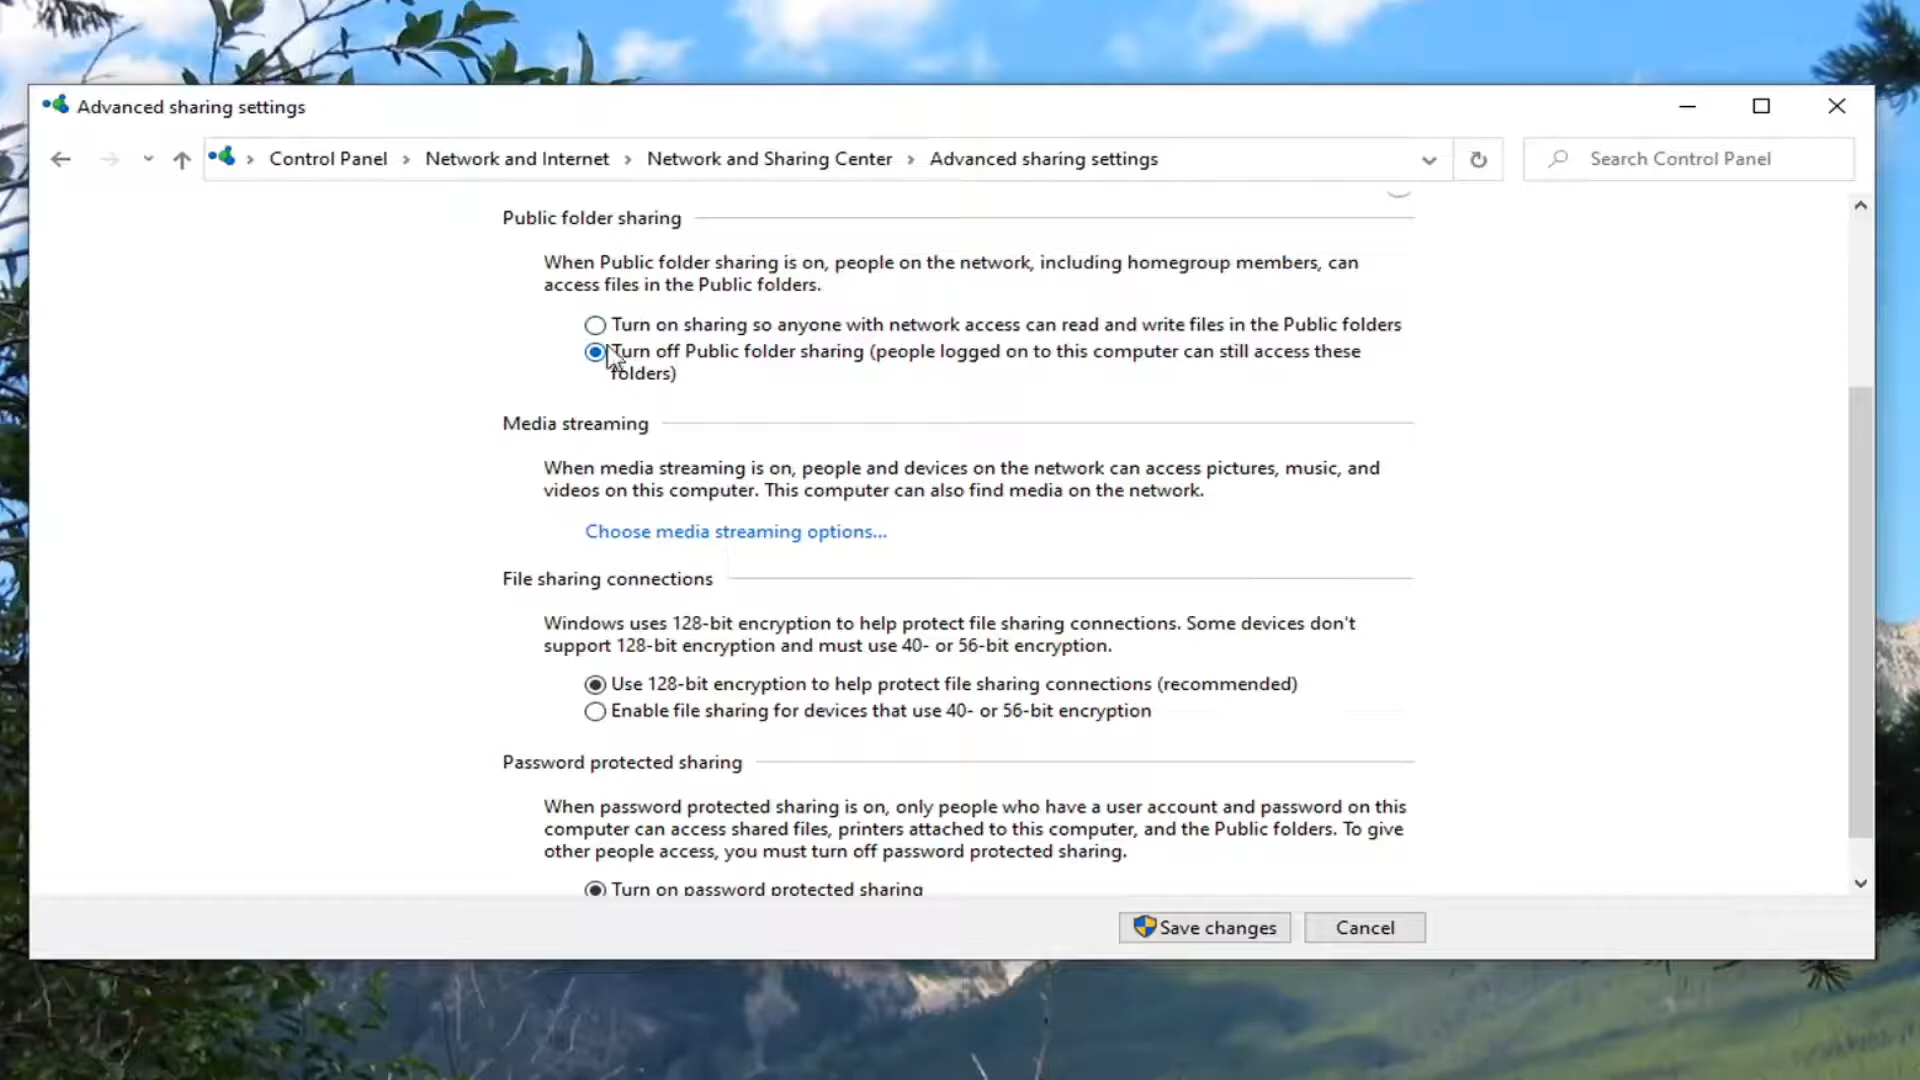 Advanced sharing settings
Control Panel > Network and Internet > Network and Sharing Center > Advanced sharing settings
Search Control Panel
Public folder sharing
When Public folder sharing is on, people on the network, including homegroup members, can
access files in the Public folders.
Turn on sharing so anyone with network access can read and write files in the Public folders
Turn off Public folder sharing (people logged on to this computer can still access these
folders)
Media streaming
When media streaming is on, people and devices on the network can access pictures, music, and
videos on this computer. This computer can also find media on the network.
Choose media streaming options...
File sharing connections
Windows uses 128-bit encryption to help protect file sharing connections. Some devices don't
support 128-bit encryption and must use 40- or 56-bit encryption.
Use 128-bit encryption to help protect file sharing connections (recommended)
Enable file sharing for devices that use 40- or 56-bit encryption
Password protected sharing
When password protected sharing is on, only people who have a user account and password on this
computer can access shared files, printers attached to this computer, and the Public folders. To give
other people access, you must turn off password protected sharing.
Turn on password protected sharing
Save changes
Cancel